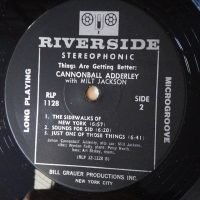 RIVERSIDE
STEREOPHONIC
Things Are Getting Better:
CANNONBALL ADDERLEY
with MILT JACKSON
RLP
1128
SIDE
2
LONG PLAYING
MICROGROOVE
1. THE SIDEWALKS OF
NEW YORK (6:57)
2. SOUNDS FOR SID (6:20)
3. JUST ONE OF THOSE THINGS
(6:41)
BILL GRAUER PRODUCTIONS INC.
NEW YORK CITY